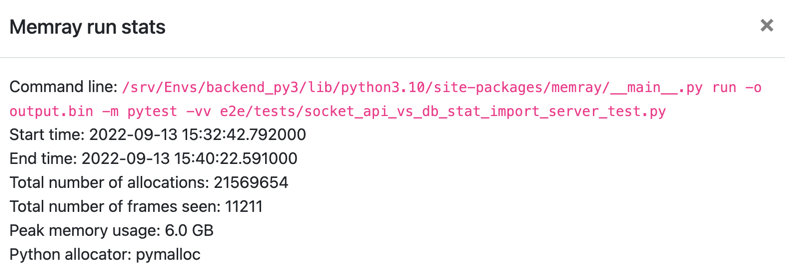 Memray run stats
×
Command line: /srv/Envs/backend_py3/lib/python3.10/site-packages/memray/__main__.py run -o
output.bin -m pytest -vv e2e/tests/socket_api_vs_db_stat_import_server_test.py
Start time: 2022-09-13 15:32:42.792000
End time: 2022-09-13 15:40:22.591000
Total number of allocations: 21569654
Total number of frames seen: 11211
Peak memory usage: 6.0 GB
Python allocator: pymalloc